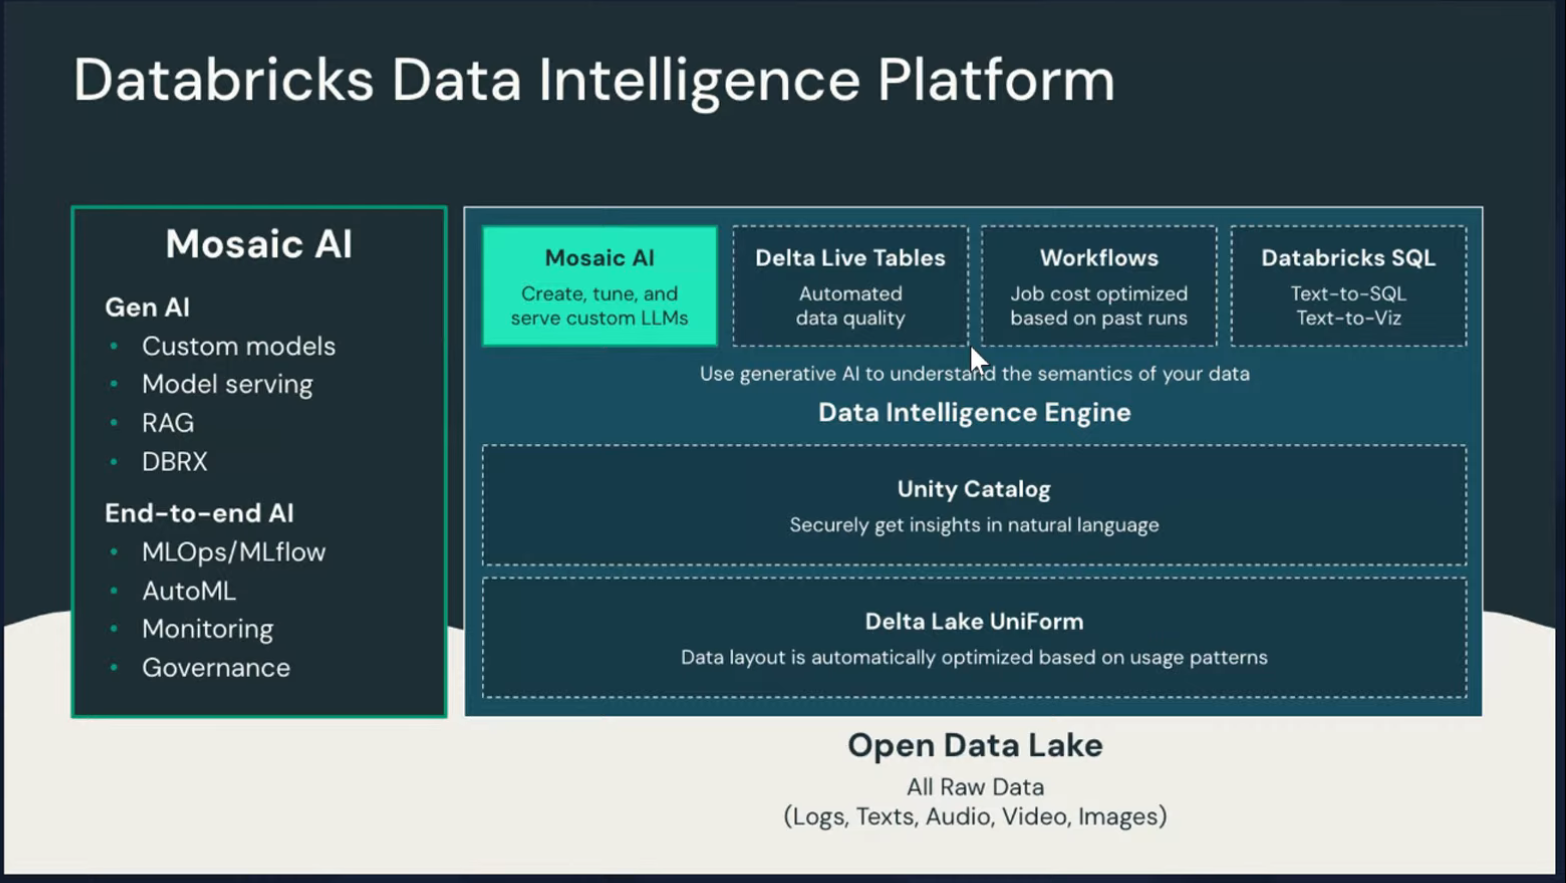 Databricks Data Intelligence Platform
Mosaic AI
Gen AI
• Custom models
• Model serving
• RAG
• DBRX
End-to-end AI
• MLOps/MLflow
• AutoML
• Monitoring
• Governance
Mosaic AI
Create, tune, and
serve custom LLMs
Delta Live Tables
Automated
data quality
Workflows
Job cost optimized
based on past runs
Databricks SQL
Text-to-SQL
Text-to-Viz
Use generative AI to understand the semantics of your data
Data Intelligence Engine
Unity Catalog
Securely get insights in natural language
Delta Lake UniForm
Data layout is automatically optimized based on usage patterns
Open Data Lake
All Raw Data
(Logs, Texts, Audio, Video, Images)